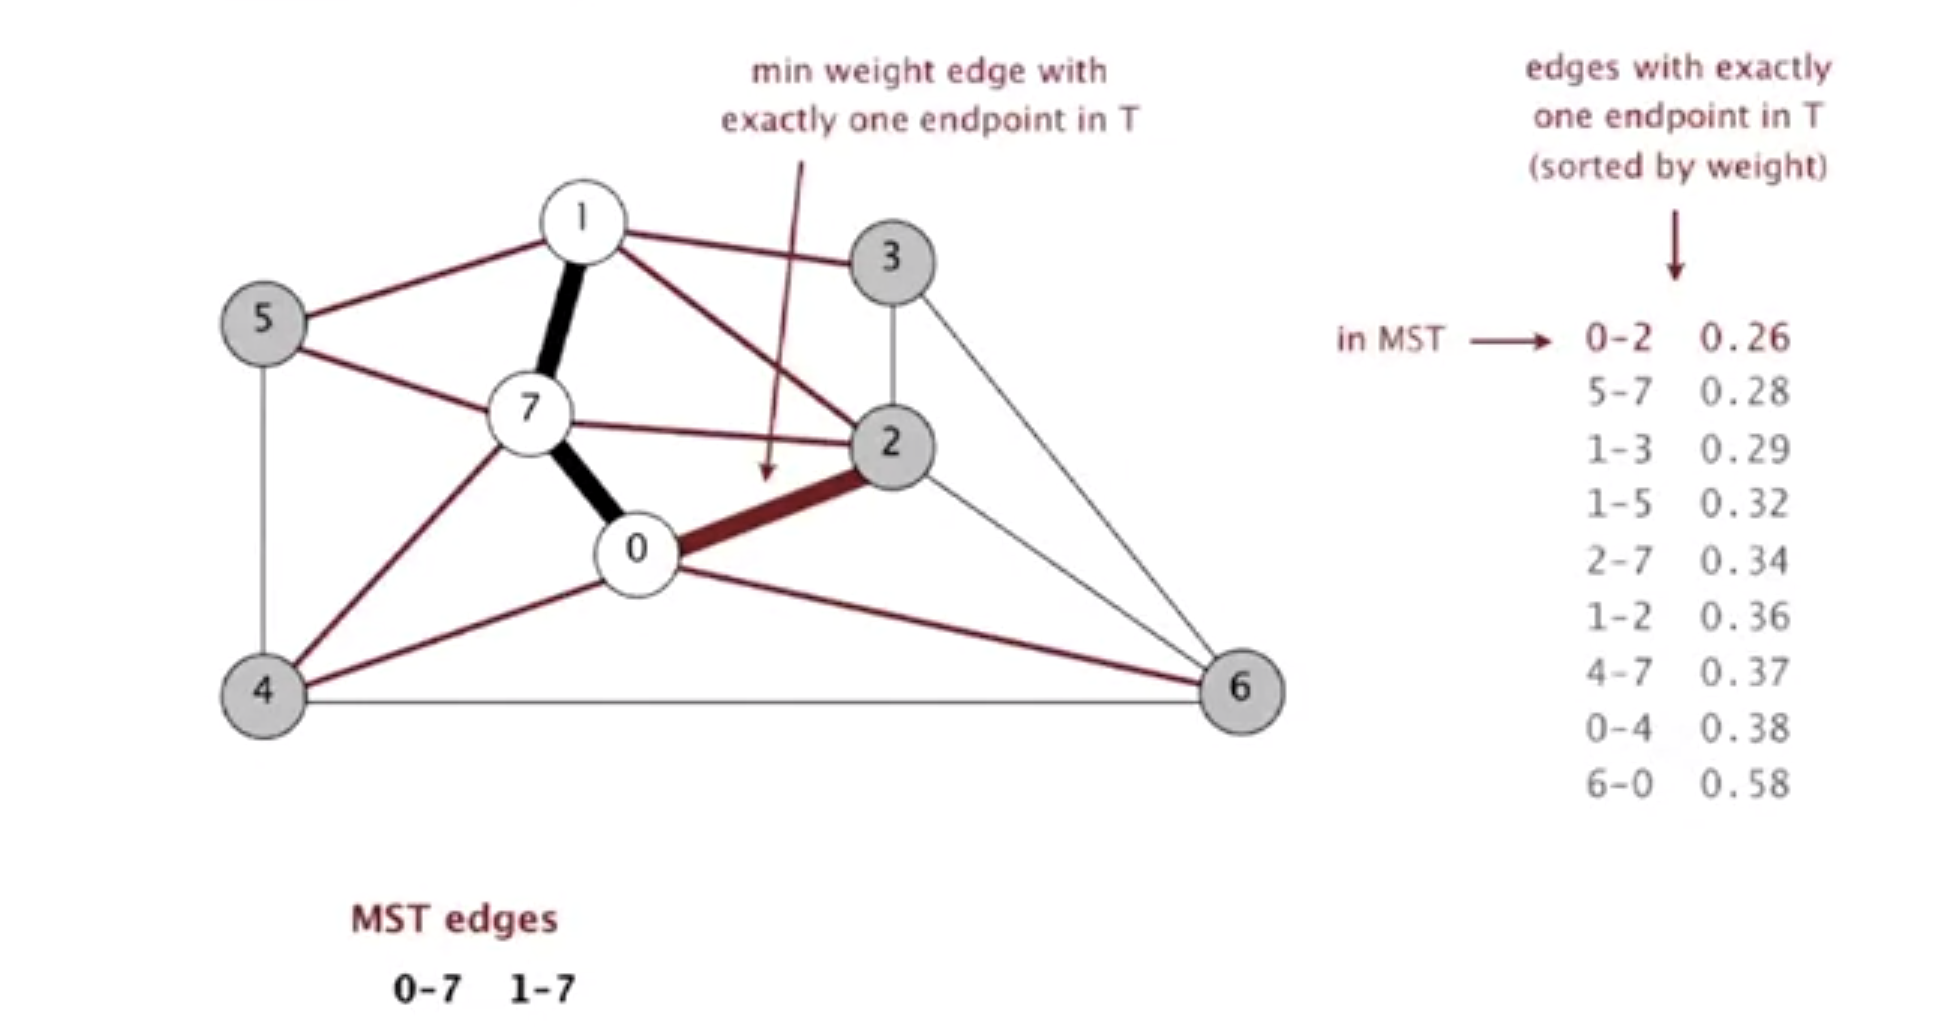 min weight edge with
exactly one endpoint in T
edges with exactly
one endpoint in T
(sorted by weight)
1
3
5
7
2
0
4
6
in MST
0-2 0.26
5-7 0.28
1-3 0.29
1-5 0.32
2-7 0.34
1-2 0.36
4-7 0.37
0-4 0.38
6-0 0.58
MST edges
0-7 1-7